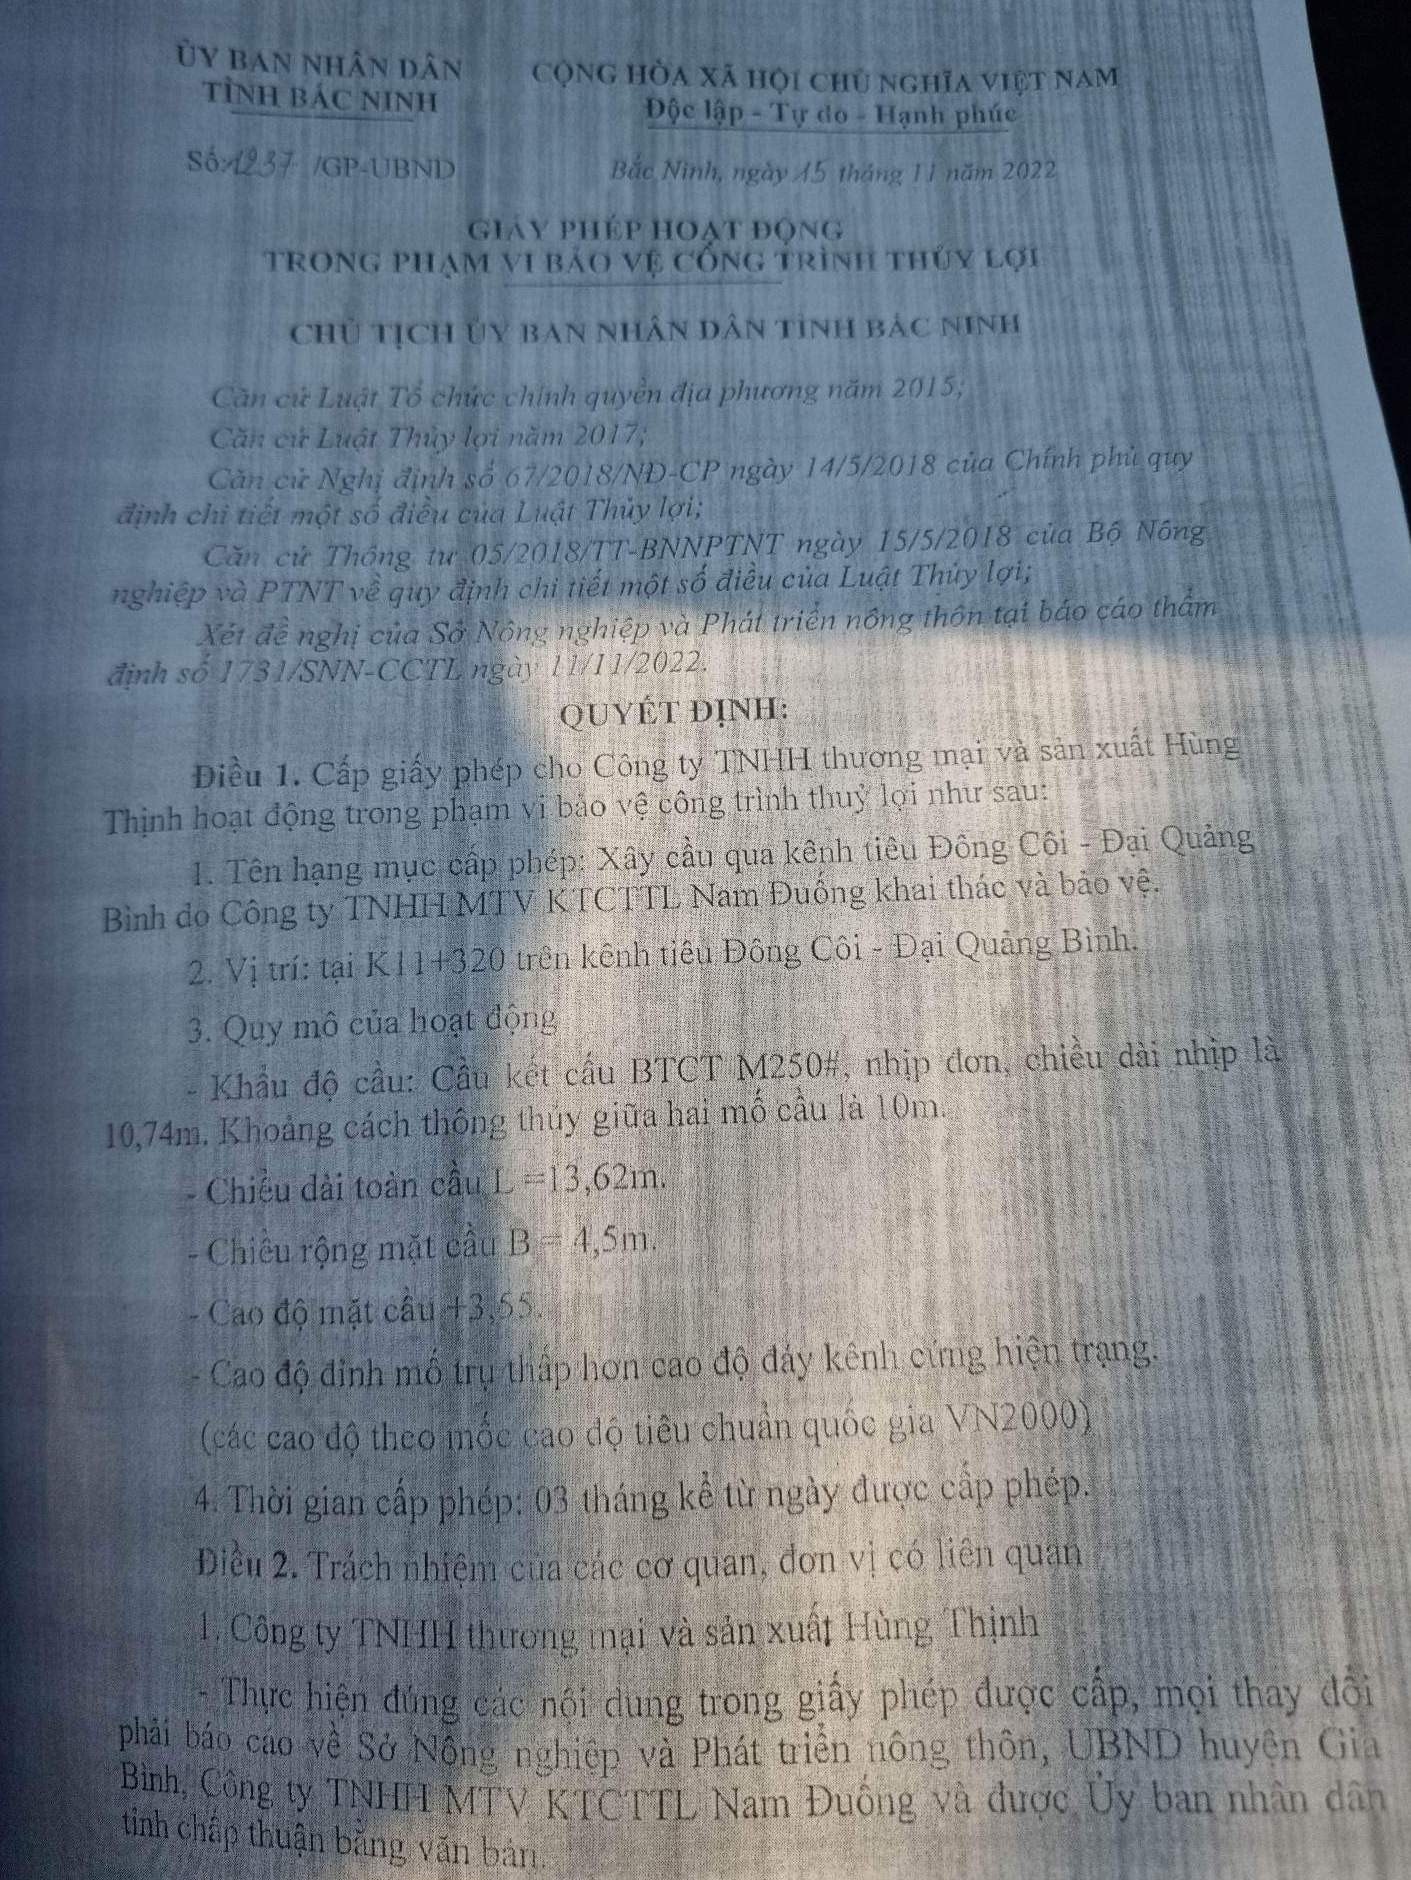 ỦY BAN NHÂN DÂN
TỈNH BẮC NINH
CỘNG HÒA XÃ HỘI CHỦ NGHĨA VIỆT NAM
Độc lập - Tự do - Hạnh phúc
Số:1237 /GP-UBND
Bắc Ninh, ngày 15 tháng 11 năm 2022
GIẤY PHÉP HOẠT ĐỘNG
TRONG PHẠM VI BẢO VỆ CÔNG TRÌNH THỦY LỢI
CHỦ TỊCH ỦY BAN NHÂN DÂN TỈNH BẮC NINH
Căn cứ Luật Tổ chức chính quyền địa phương năm 2015;
Căn cứ Luật Thủy lợi năm 2017;
Căn cứ Nghị định số 67/2018/NĐ-CP ngày 14/5/2018 của Chính phủ quy
định chi tiết một số điều của Luật Thủy lợi;
Căn cứ Thông tư 05/2018/TT-BNNPTNT ngày 15/5/2018 của Bộ Nông
nghiệp và PTNT về quy định chi tiết một số điều của Luật Thủy lợi;
Xét đề nghị của Sở Nông nghiệp và Phát triển nông thôn tại báo cáo thẩm
định số 1731/SNN-CCTL ngày 11/11/2022.
QUYẾT ĐỊNH:
Điều 1. Cấp giấy phép cho Công ty TNHH thương mại và sản xuất Hùng
Thịnh hoạt động trong phạm vi bảo vệ công trình thuỷ lợi như sau:
1. Tên hạng mục cấp phép: Xây cầu qua kênh tiêu Đông Côi - Đại Quảng
Bình do Công ty TNHH MTV KTCTTL Nam Đuống khai thác và bảo vệ.
2. Vị trí: tại K11+320 trên kênh tiêu Đông Côi - Đại Quảng Bình.
3. Quy mô của hoạt động
- Khẩu độ cầu: Cầu kết cấu BTCT M250#, nhịp đơn, chiều dài nhịp là
10,74m. Khoảng cách thông thủy giữa hai mố cầu là 10m.
- Chiều dài toàn cầu L =13,62m.
- Chiều rộng mặt cầu B = 4,5m.
- Cao độ mặt cầu +3,55.
- Cao độ đỉnh mố trụ thấp hơn cao độ đáy kênh cứng hiện trạng.
(các cao độ theo mốc cao độ tiêu chuẩn quốc gia VN2000)
4. Thời gian cấp phép: 03 tháng kể từ ngày được cấp phép.
Điều 2. Trách nhiệm của các cơ quan, đơn vị có liên quan
1. Công ty TNHH thương mại và sản xuất Hùng Thịnh
- Thực hiện đúng các nội dung trong giấy phép được cấp, mọi thay đổi
phải báo cáo về Sở Nông nghiệp và Phát triển nông thôn, UBND huyện Gia
Bình, Công ty TNHH MTV KTCTTL Nam Đuống và được Ủy ban nhân dân
tỉnh chấp thuận bằng văn bản.